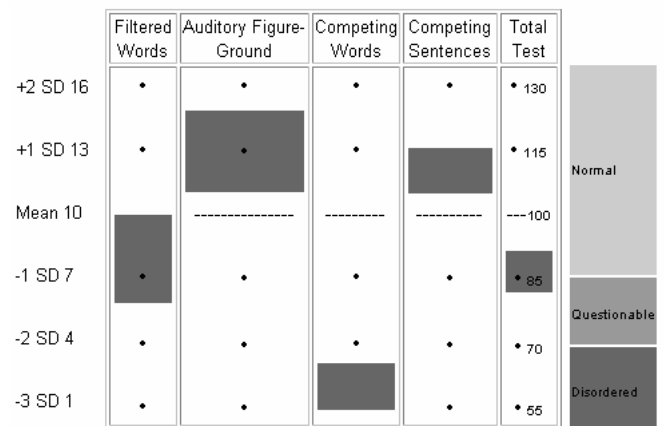 Filtered Words
Auditory Figure-Ground
Competing Words
Competing Sentences
Total Test
+2 SD 16
130
+1 SD 13
115
Normal
Mean 10
---------------
---------
----------
---100
-1 SD 7
85
Questionable
-2 SD 4
70
Disordered
-3 SD 1
55